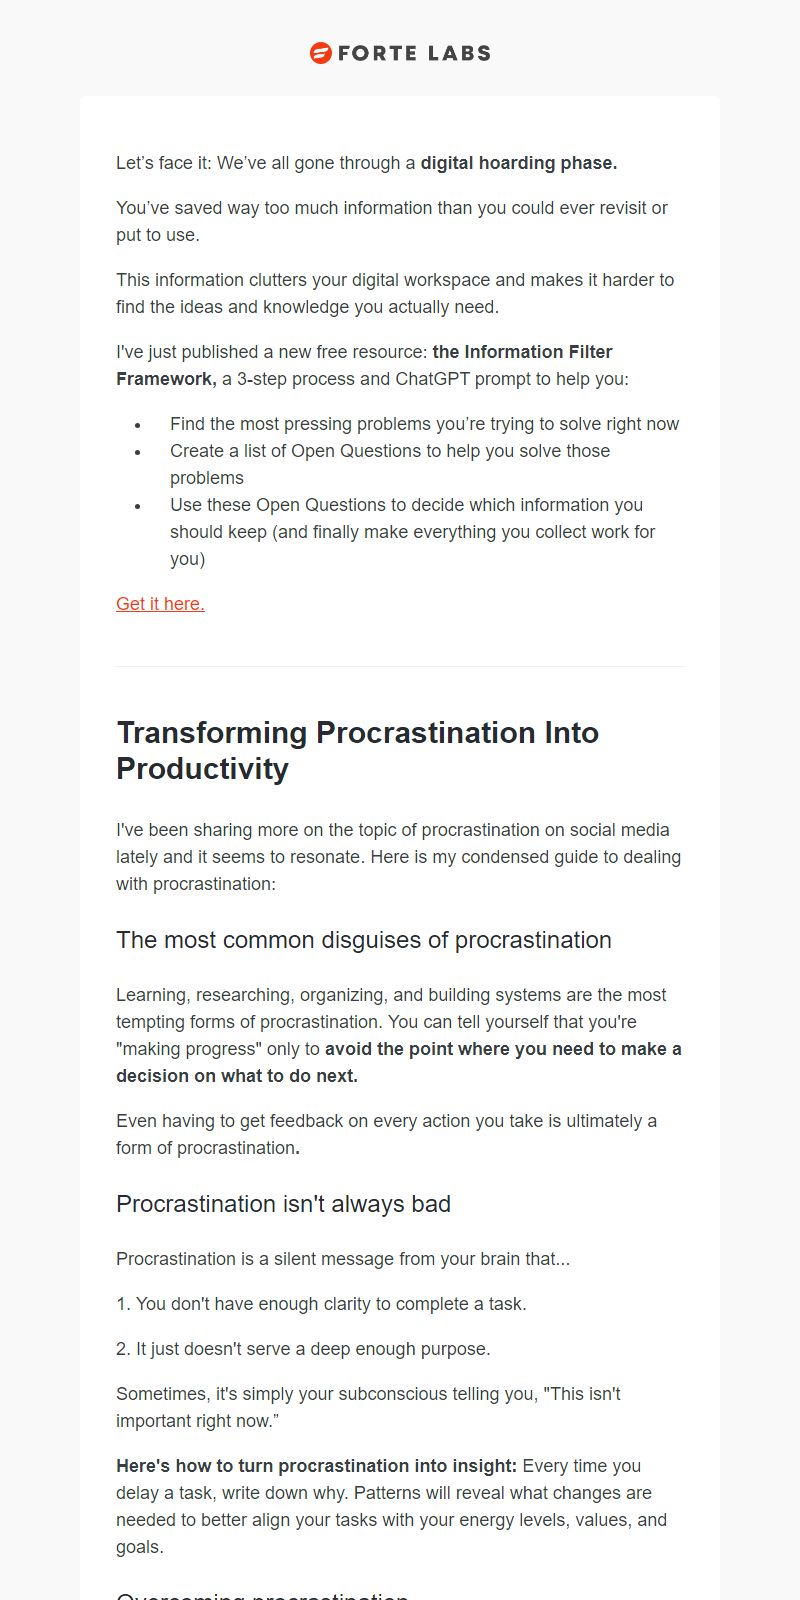 FORTE LABS
Let’s face it: We’ve all gone through a digital hoarding phase.
You’ve saved way too much information than you could ever revisit or
put to use.
This information clutters your digital workspace and makes it harder to
find the ideas and knowledge you actually need.
I've just published a new free resource: the Information Filter
Framework, a 3-step process and ChatGPT prompt to help you:
• Find the most pressing problems you’re trying to solve right now
• Create a list of Open Questions to help you solve those
problems
• Use these Open Questions to decide which information you
should keep (and finally make everything you collect work for
you)
Get it here.
Transforming Procrastination Into
Productivity
I've been sharing more on the topic of procrastination on social media
lately and it seems to resonate. Here is my condensed guide to dealing
with procrastination:
The most common disguises of procrastination
Learning, researching, organizing, and building systems are the most
tempting forms of procrastination. You can tell yourself that you're
"making progress" only to avoid the point where you need to make a
decision on what to do next.
Even having to get feedback on every action you take is ultimately a
form of procrastination.
Procrastination isn't always bad
Procrastination is a silent message from your brain that...
1. You don't have enough clarity to complete a task.
2. It just doesn't serve a deep enough purpose.
Sometimes, it's simply your subconscious telling you, "This isn't
important right now.”
Here's how to turn procrastination into insight: Every time you
delay a task, write down why. Patterns will reveal what changes are
needed to better align your tasks with your energy levels, values, and
goals.
Overcoming procrastination